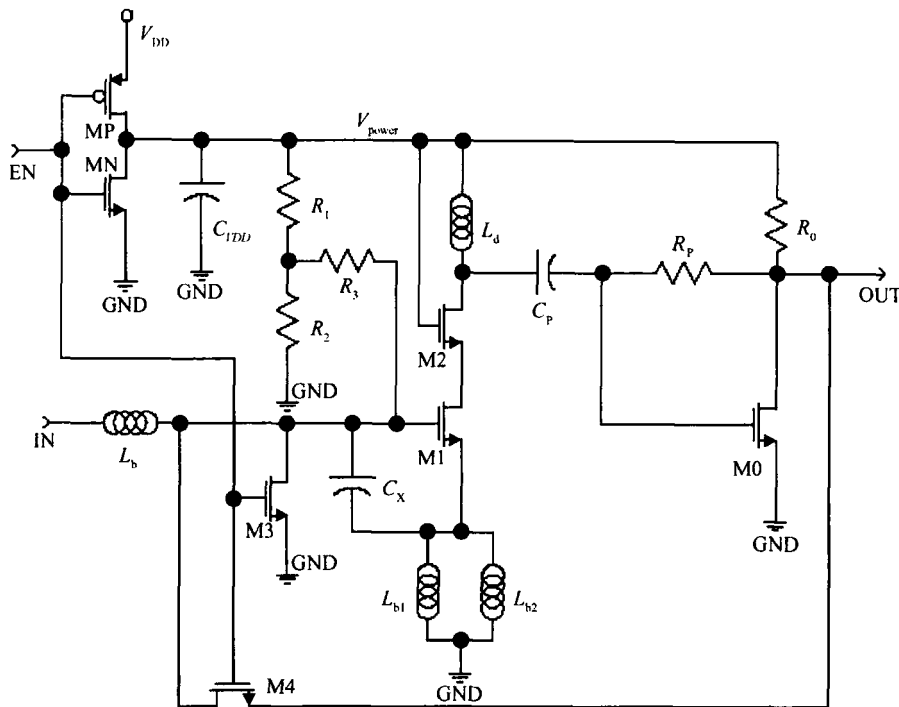 V_DD
MP
V_power
EN
MN
R_1
C_VDD
L_d
R_P
R_0
GND
GND
R_3
C_P
OUT
R_2
M2
GND
IN
L_b
M1
M0
M3
C_X
GND
GND
L_b1
L_b2
M4
GND